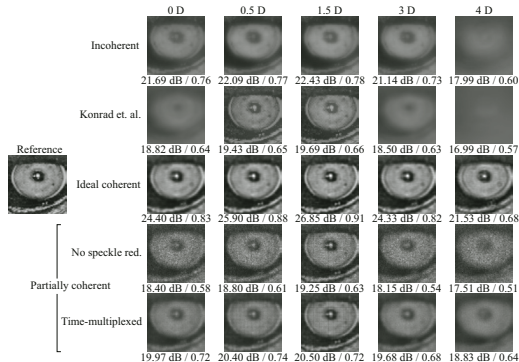 0 D 0.5 D 1.5 D 3 D 4 D
Incoherent
21.69 dB / 0.76 22.09 dB / 0.77 22.43 dB / 0.78 21.14 dB / 0.73 17.99 dB / 0.60
Konrad et. al.
18.82 dB / 0.64 19.43 dB / 0.65 19.69 dB / 0.66 18.50 dB / 0.63 16.99 dB / 0.57
Reference
Ideal coherent
24.40 dB / 0.83 25.90 dB / 0.88 26.85 dB / 0.91 24.33 dB / 0.82 21.53 dB / 0.68
No speckle red.
18.40 dB / 0.58 18.80 dB / 0.61 19.25 dB / 0.63 18.15 dB / 0.54 17.51 dB / 0.51
Partially coherent
Time-multiplexed
19.97 dB / 0.72 20.40 dB / 0.74 20.50 dB / 0.72 19.68 dB / 0.68 18.83 dB / 0.64